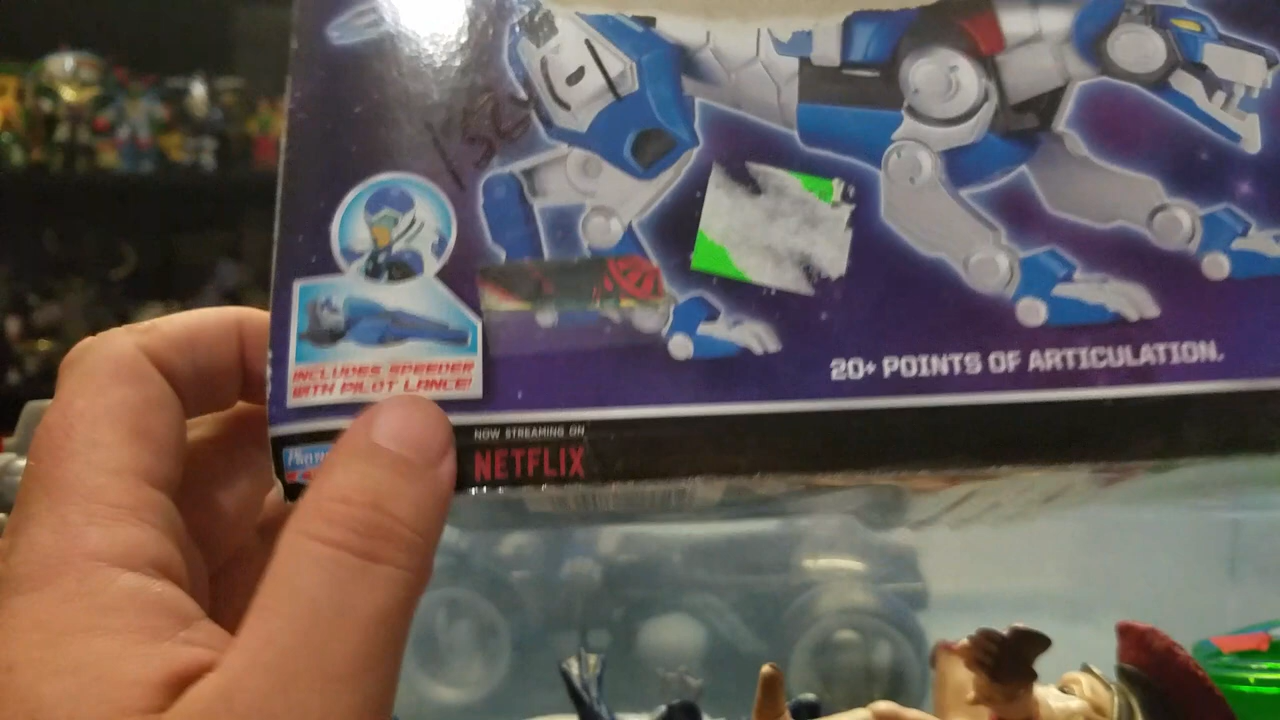 20+ POINTS OF ARTICULATION.
INCLUDES SPEEDER
WITH PILOT LANCE!
NOW STREAMING ON
NETFLIX